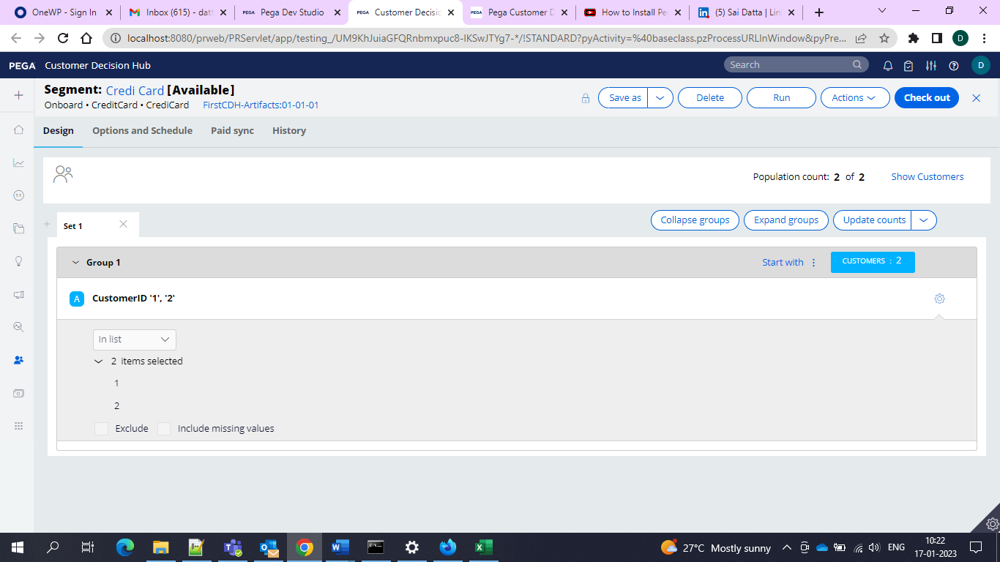 OneWP - Sign In
Inbox (615) - datt
PEGA Pega Dev Studio
PEGA Customer Decisio
PEGA Pega Customer D
How to Install Pe
in (5) Sai Datta | Lin
localhost:8080/prweb/PRServlet/app/testing_/UM9KhJuiaGFQRnbmxpuc8-IKSwJTYg7-*/!STANDARD?pyActivity=%40baseclass.pzProcessURLInWindow&pyPre...
D
PEGA Customer Decision Hub
Search
D
Segment: Credi Card [Available]
Onboard • CreditCard • CrediCard FirstCDH-Artifacts:01-01-01
Save as
Delete
Run
Actions
Check out
Design
Options and Schedule
Paid sync
History
Population count: 2 of 2
Show Customers
Set 1
Collapse groups
Expand groups
Update counts
Group 1
Start with
CUSTOMERS : 2
A CustomerID '1', '2'
In list
2 items selected
1
2
Exclude
Include missing values
27°C Mostly sunny
ENG
10:22
17-01-2023